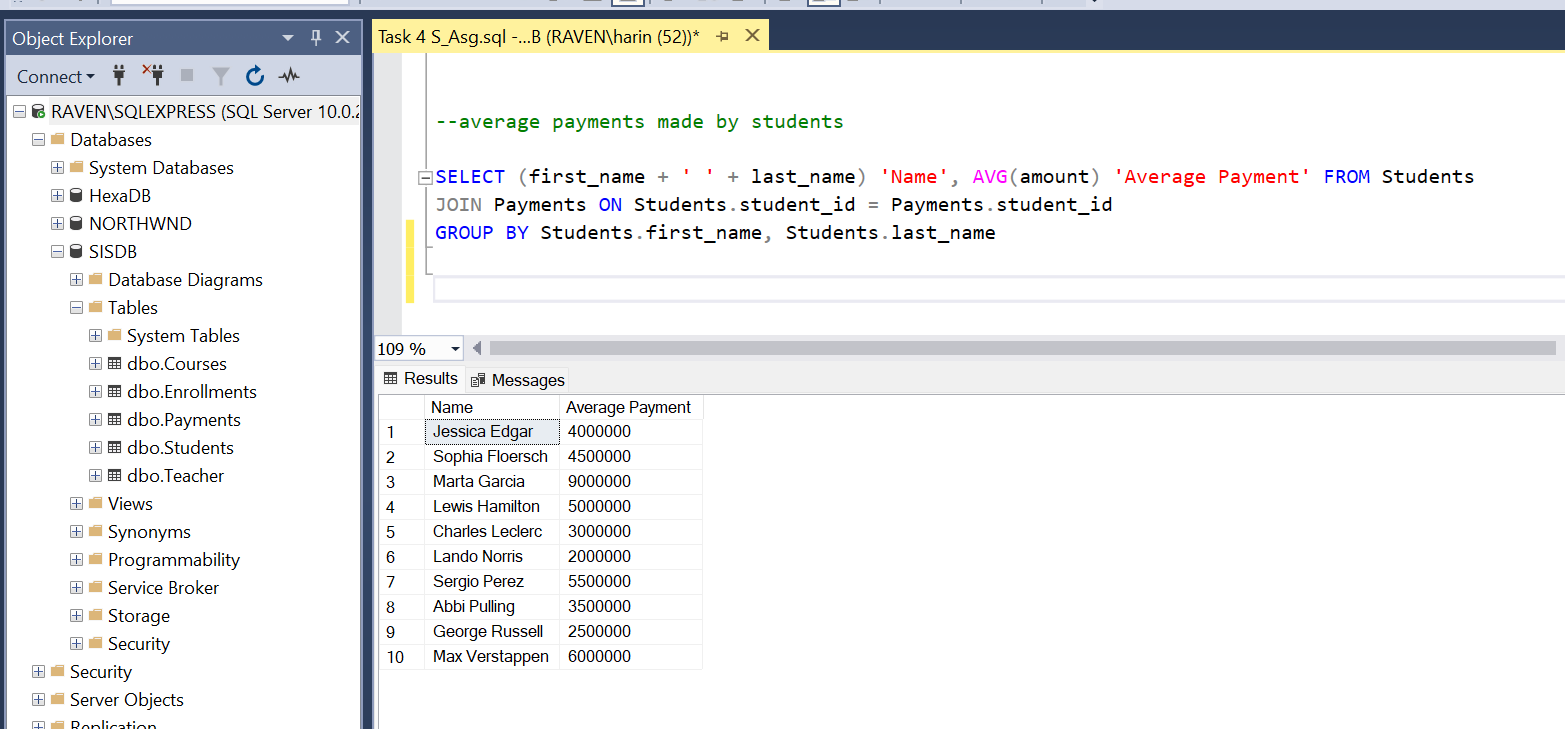 Object Explorer
Connect
RAVEN\SQLEXPRESS (SQL Server 10.0.2
Databases
System Databases
HexaDB
NORTHWND
SISDB
Database Diagrams
Tables
System Tables
dbo.Courses
dbo.Enrollments
dbo.Payments
dbo.Students
dbo.Teacher
Views
Synonyms
Programmability
Service Broker
Storage
Security
Security
Server Objects
Replication
Task 4 S_Asg.sql -...B (RAVEN\harin (52))*
--average payments made by students
SELECT (first_name + ' ' + last_name) 'Name', AVG(amount) 'Average Payment' FROM Students
JOIN Payments ON Students.student_id = Payments.student_id
GROUP BY Students.first_name, Students.last_name
109 %
Results Messages
Name Average Payment
1 Jessica Edgar 4000000
2 Sophia Floersch 4500000
3 Marta Garcia 9000000
4 Lewis Hamilton 5000000
5 Charles Leclerc 3000000
6 Lando Norris 2000000
7 Sergio Perez 5500000
8 Abbi Pulling 3500000
9 George Russell 2500000
10 Max Verstappen 6000000